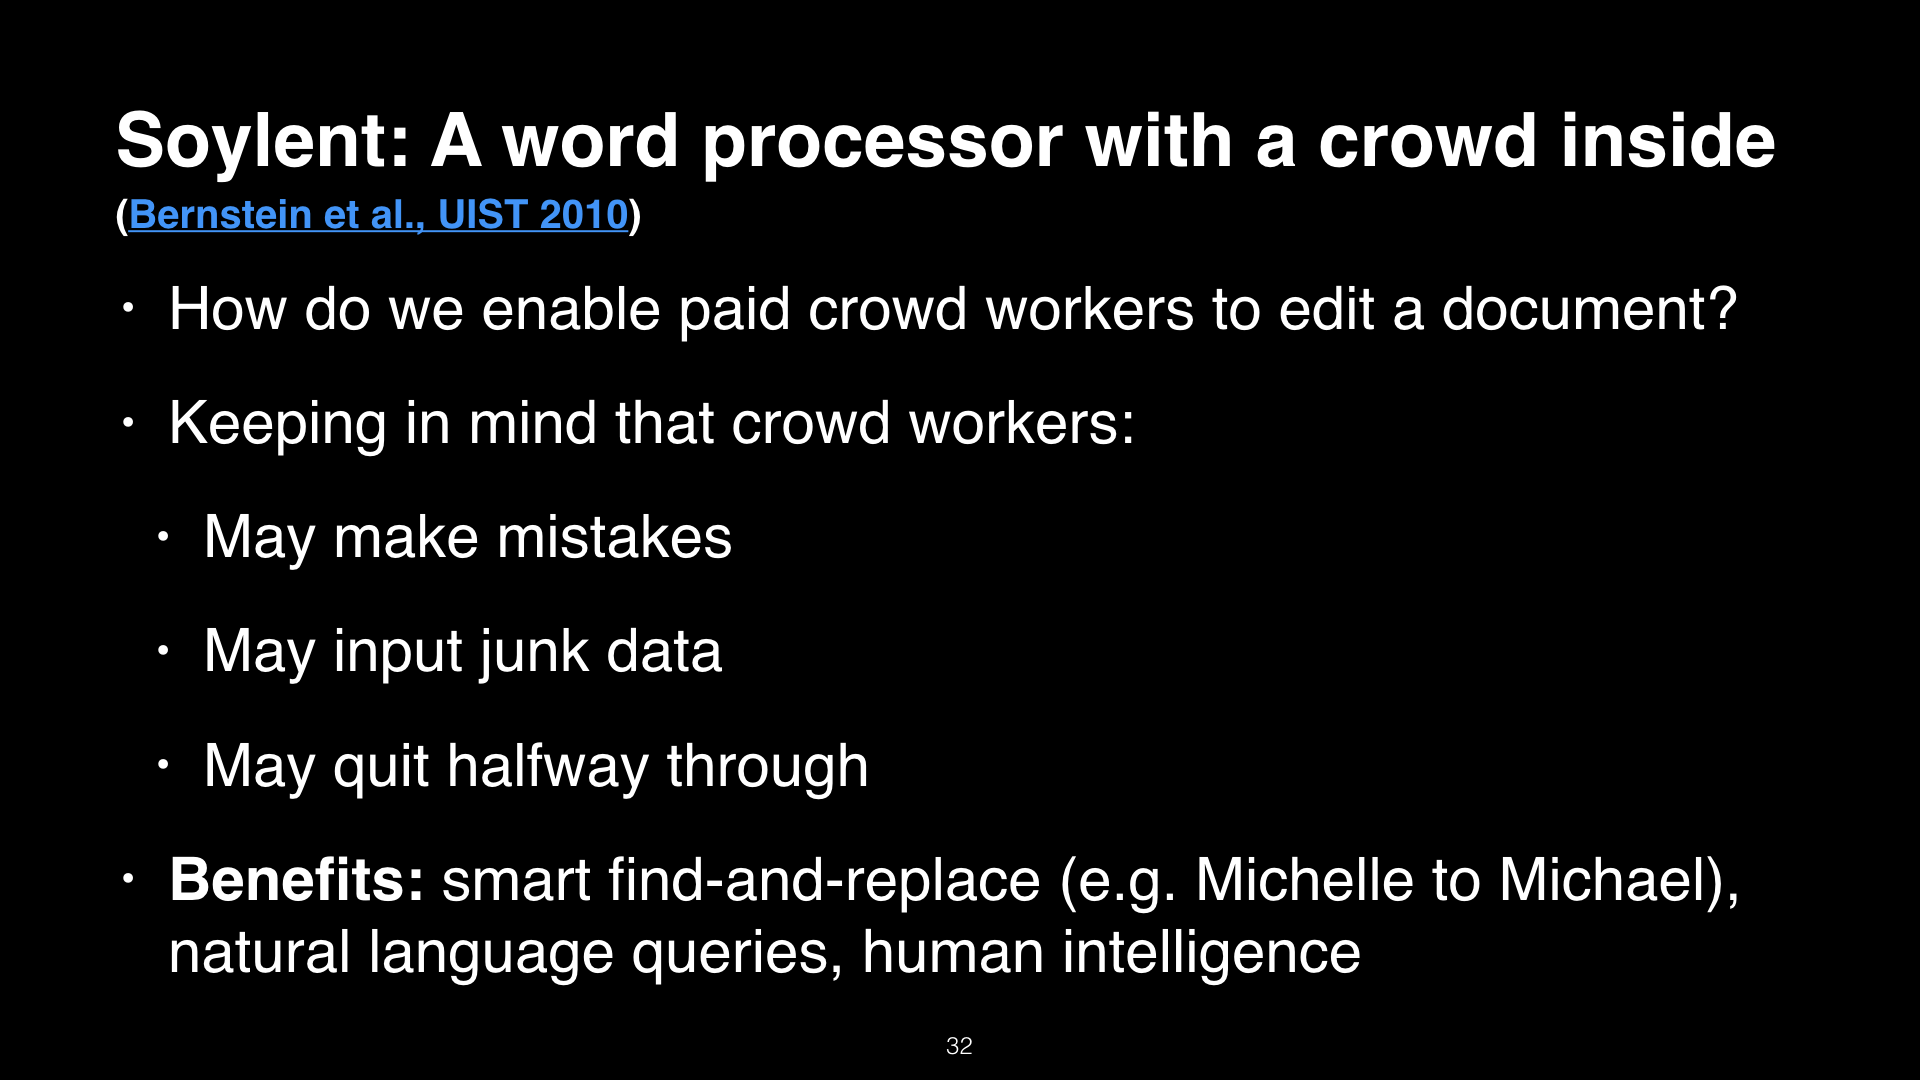 Soylent: A word processor with a crowd inside
(Bernstein et al., UIST 2010)
• How do we enable paid crowd workers to edit a document?
• Keeping in mind that crowd workers:
• May make mistakes
• May input junk data
• May quit halfway through
• Benefits: smart find-and-replace (e.g. Michelle to Michael),
natural language queries, human intelligence
32